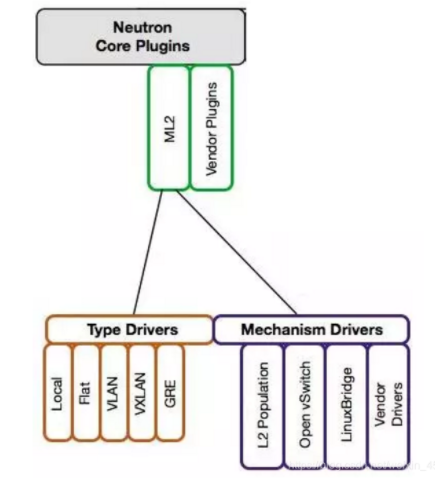 Neutron
Core Plugins
ML2
Vendor Plugins
Type Drivers
Mechanism Drivers
Local
Flat
VLAN
VXLAN
GRE
L2 Population
Open vSwitch
LinuxBridge
Vendor
Drivers